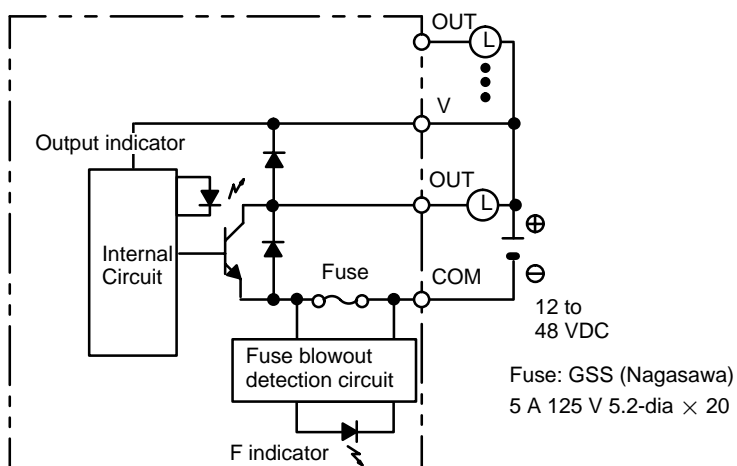 OUT
L
V
Output indicator
OUT
L
⊕
Internal
Circuit
Fuse
COM
⊖
12 to
48 VDC
Fuse blowout
detection circuit
Fuse: GSS (Nagasawa)
5 A 125 V 5.2-dia × 20
F indicator